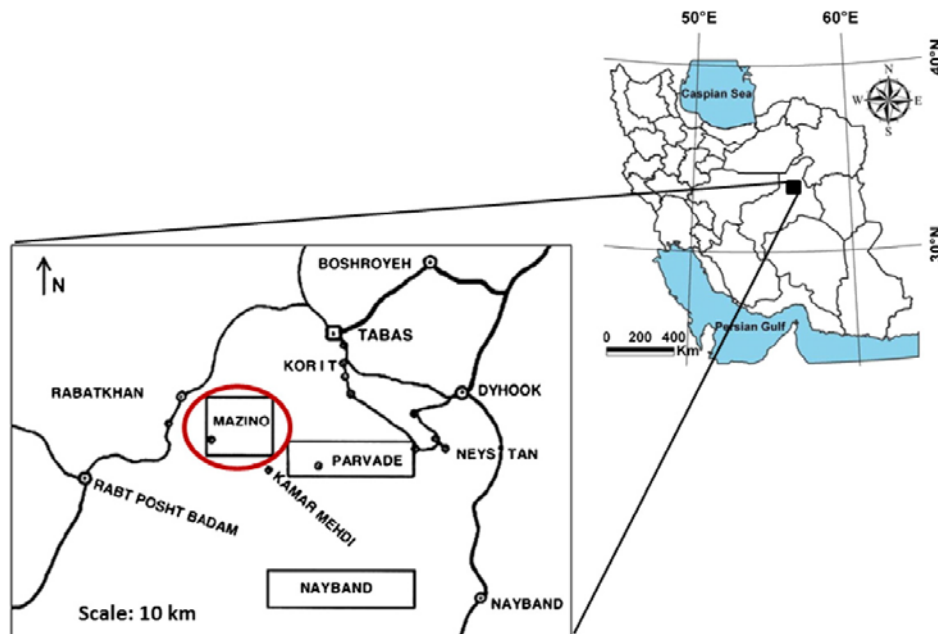 50°E
60°E
40°N
Caspian Sea
N
W
E
S
30°N
Persian Gulf
0
200
400
Km
N
BOSHROYEH
TABAS
KORIT
RABATKHAN
DYHOOK
MAZINO
NEYSTAN
PARVADE
RABT POSHT BADAM
KAMAR MEHDI
NAYBAND
NAYBAND
Scale: 10 km